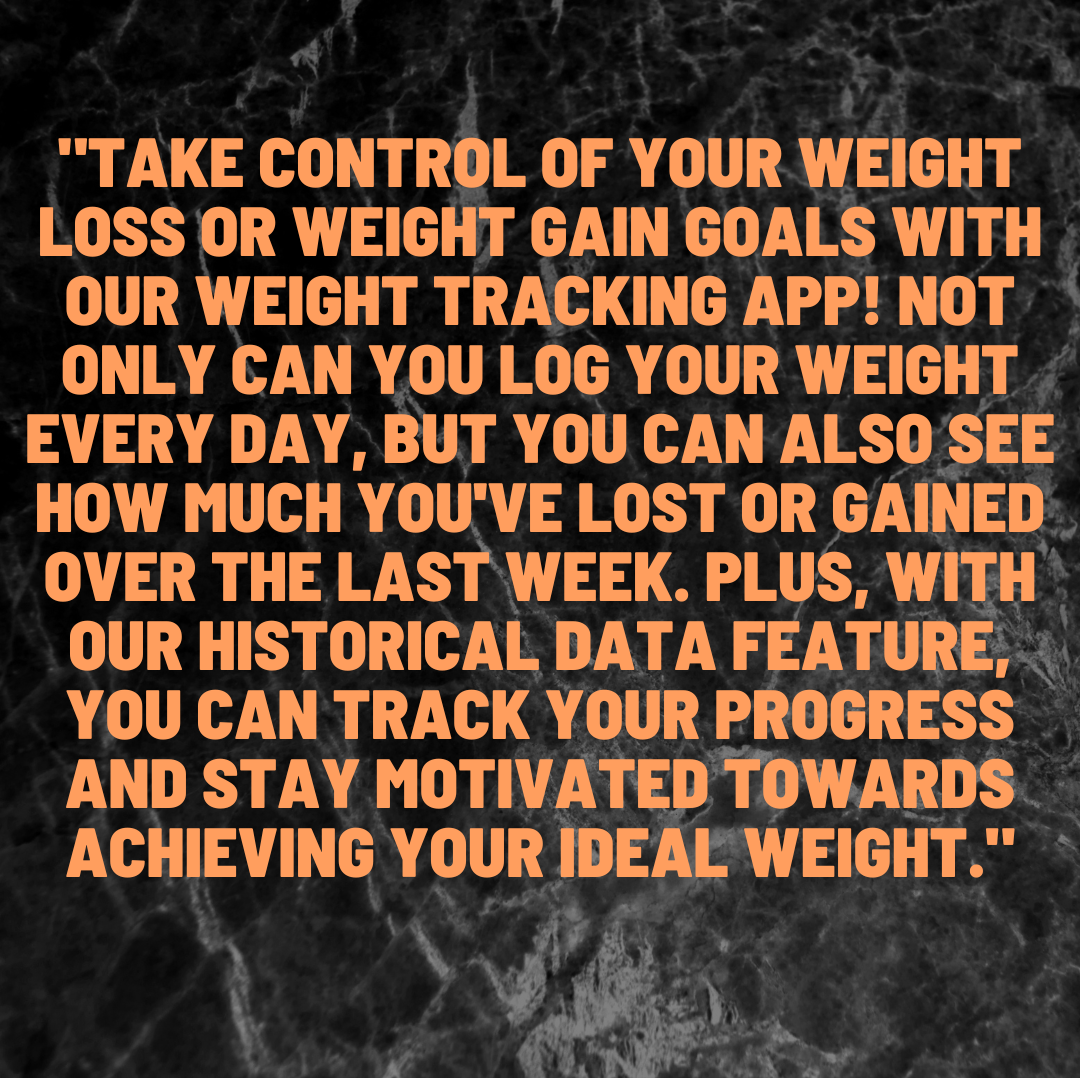 "TAKE CONTROL OF YOUR WEIGHT
LOSS OR WEIGHT GAIN GOALS WITH
OUR WEIGHT TRACKING APP! NOT
ONLY CAN YOU LOG YOUR WEIGHT
EVERY DAY, BUT YOU CAN ALSO SEE
HOW MUCH YOU'VE LOST OR GAINED
OVER THE LAST WEEK. PLUS, WITH
OUR HISTORICAL DATA FEATURE,
YOU CAN TRACK YOUR PROGRESS
AND STAY MOTIVATED TOWARDS
ACHIEVING YOUR IDEAL WEIGHT."